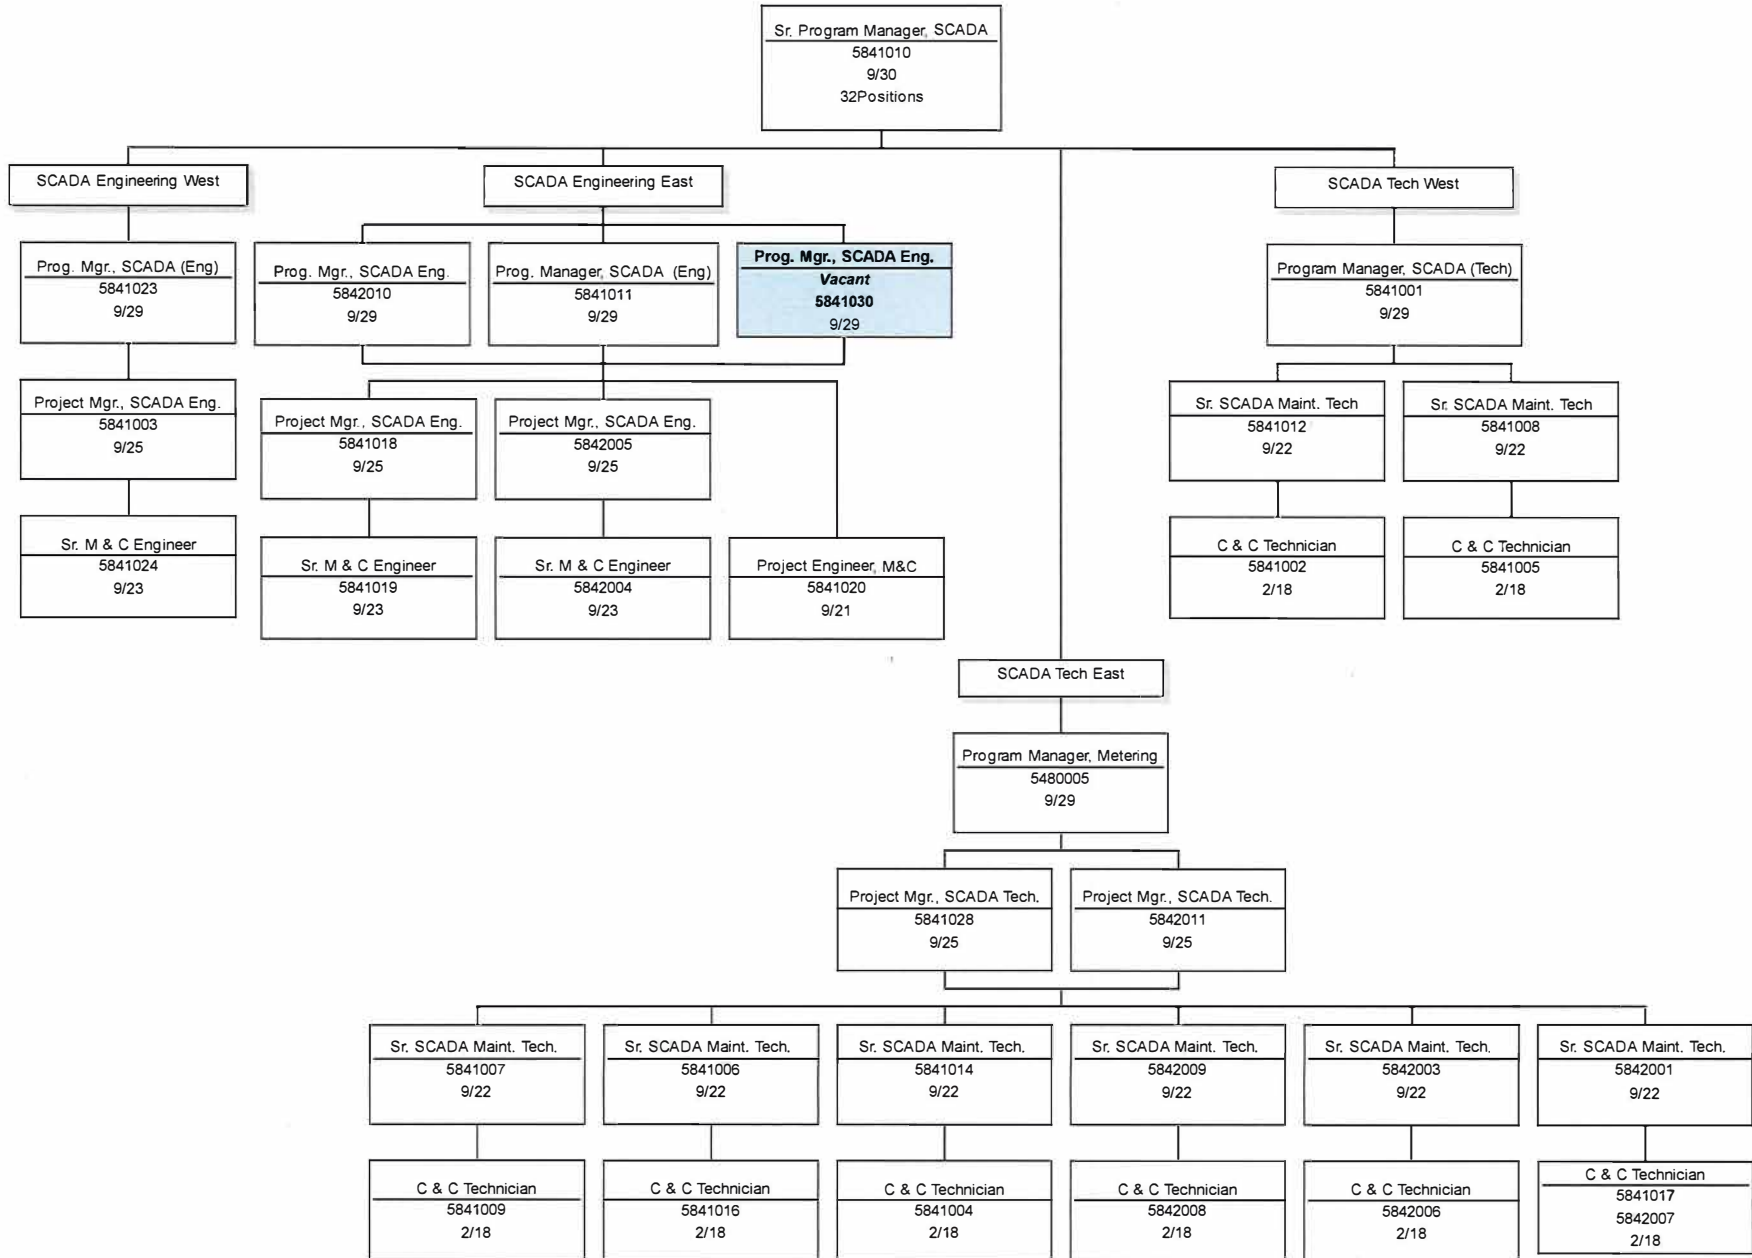 Sr. Program Manager, SCADA
5841010
9/30
32Positions
SCADA Engineering West
SCADA Engineering East
SCADA Tech West
Prog. Mgr., SCADA (Eng)
5841023
9/29
Prog. Mgr., SCADA Eng.
5842010
9/29
Prog. Manager, SCADA (Eng)
5841011
9/29
Prog. Mgr., SCADA Eng.
Vacant
5841030
9/29
Program Manager, SCADA (Tech)
5841001
9/29
Project Mgr., SCADA Eng.
5841003
9/25
Project Mgr., SCADA Eng.
5841018
9/25
Project Mgr., SCADA Eng.
5842005
9/25
Sr. SCADA Maint. Tech
5841012
9/22
Sr. SCADA Maint. Tech
5841008
9/22
Sr. M & C Engineer
5841024
9/23
Sr. M & C Engineer
5841019
9/23
Sr. M & C Engineer
5842004
9/23
Project Engineer, M&C
5841020
9/21
C & C Technician
5841002
2/18
C & C Technician
5841005
2/18
SCADA Tech East
Program Manager, Metering
5480005
9/29
Project Mgr., SCADA Tech.
5841028
9/25
Project Mgr., SCADA Tech.
5842011
9/25
Sr. SCADA Maint. Tech.
5841007
9/22
Sr. SCADA Maint. Tech.
5841006
9/22
Sr. SCADA Maint. Tech.
5841014
9/22
Sr. SCADA Maint. Tech.
5842009
9/22
Sr. SCADA Maint. Tech.
5842003
9/22
Sr. SCADA Maint. Tech.
5842001
9/22
C & C Technician
5841009
2/18
C & C Technician
5841016
2/18
C & C Technician
5841004
2/18
C & C Technician
5842008
2/18
C & C Technician
5842006
2/18
C & C Technician
5841017
5842007
2/18